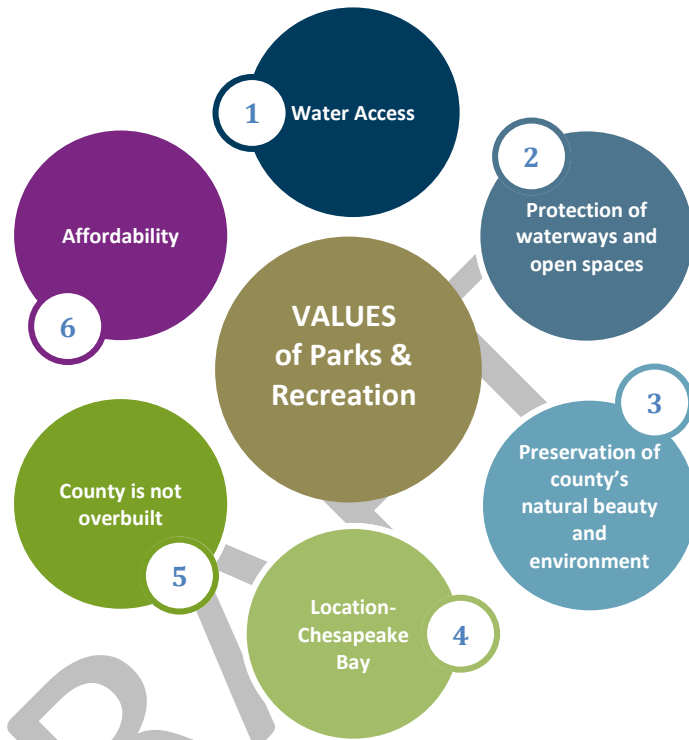 1
Water Access
2
Protection of
waterways and
open spaces
Affordability
6
VALUES
of Parks &
Recreation
3
Preservation of
county’s
natural beauty
and
environment
County is not
overbuilt
5
Location-
Chesapeake
Bay
4